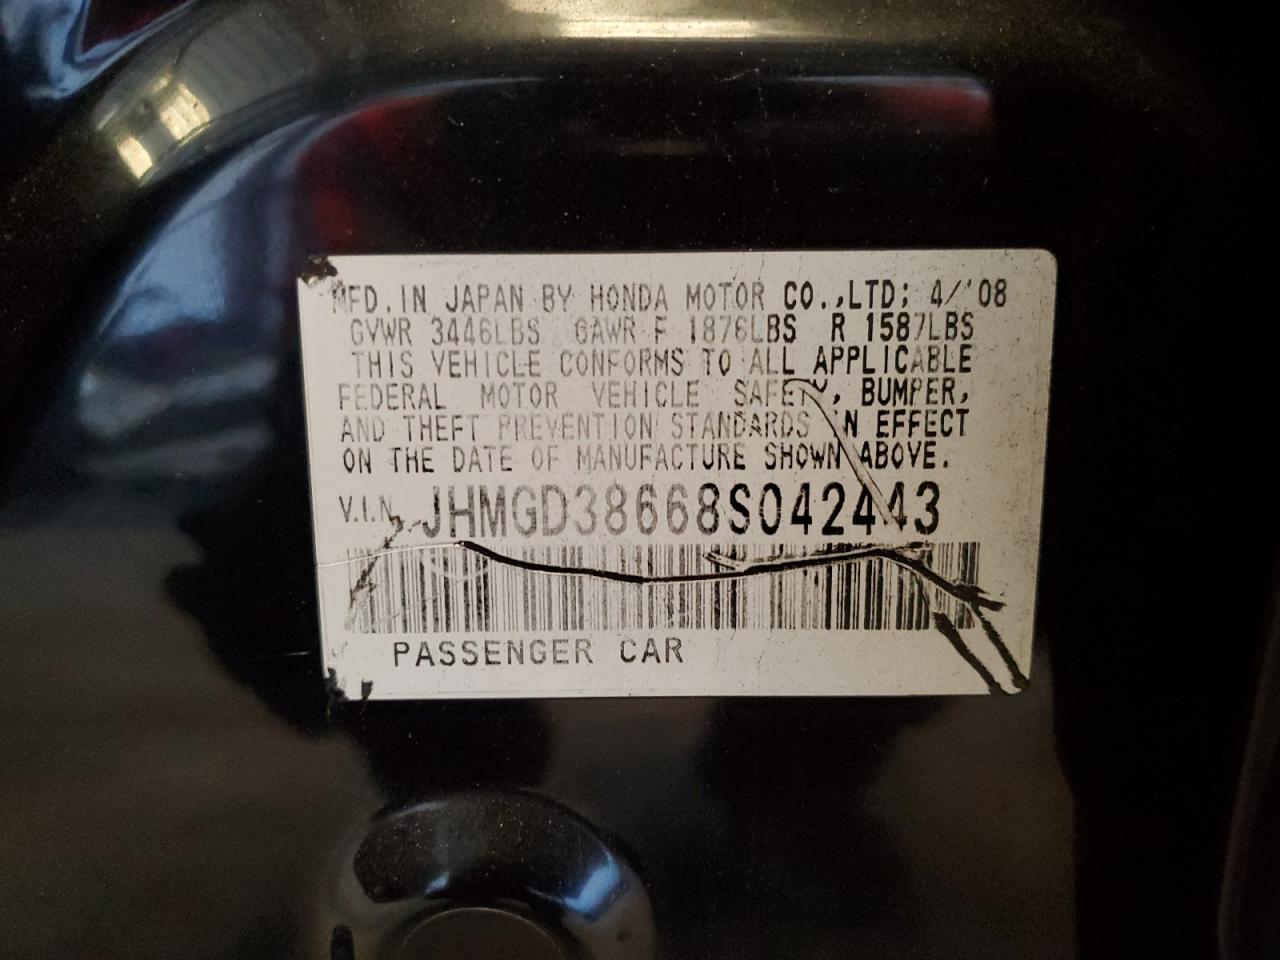 MFD.IN JAPAN BY HONDA MOTOR CO.,LTD: 4/'08
GVWR 3446LBS GAWR F 1876LBS R 1587LBS
THIS VEHICLE CONFORMS TO ALL APPLICABLE
FEDERAL MOTOR VEHICLE SAFETY, BUMPER,
AND THEFT PREVENTION STANDARDS IN EFFECT
ON THE DATE OF MANUFACTURE SHOWN ABOVE.
V.I.N. JHMGD38668S042443
PASSENGER CAR